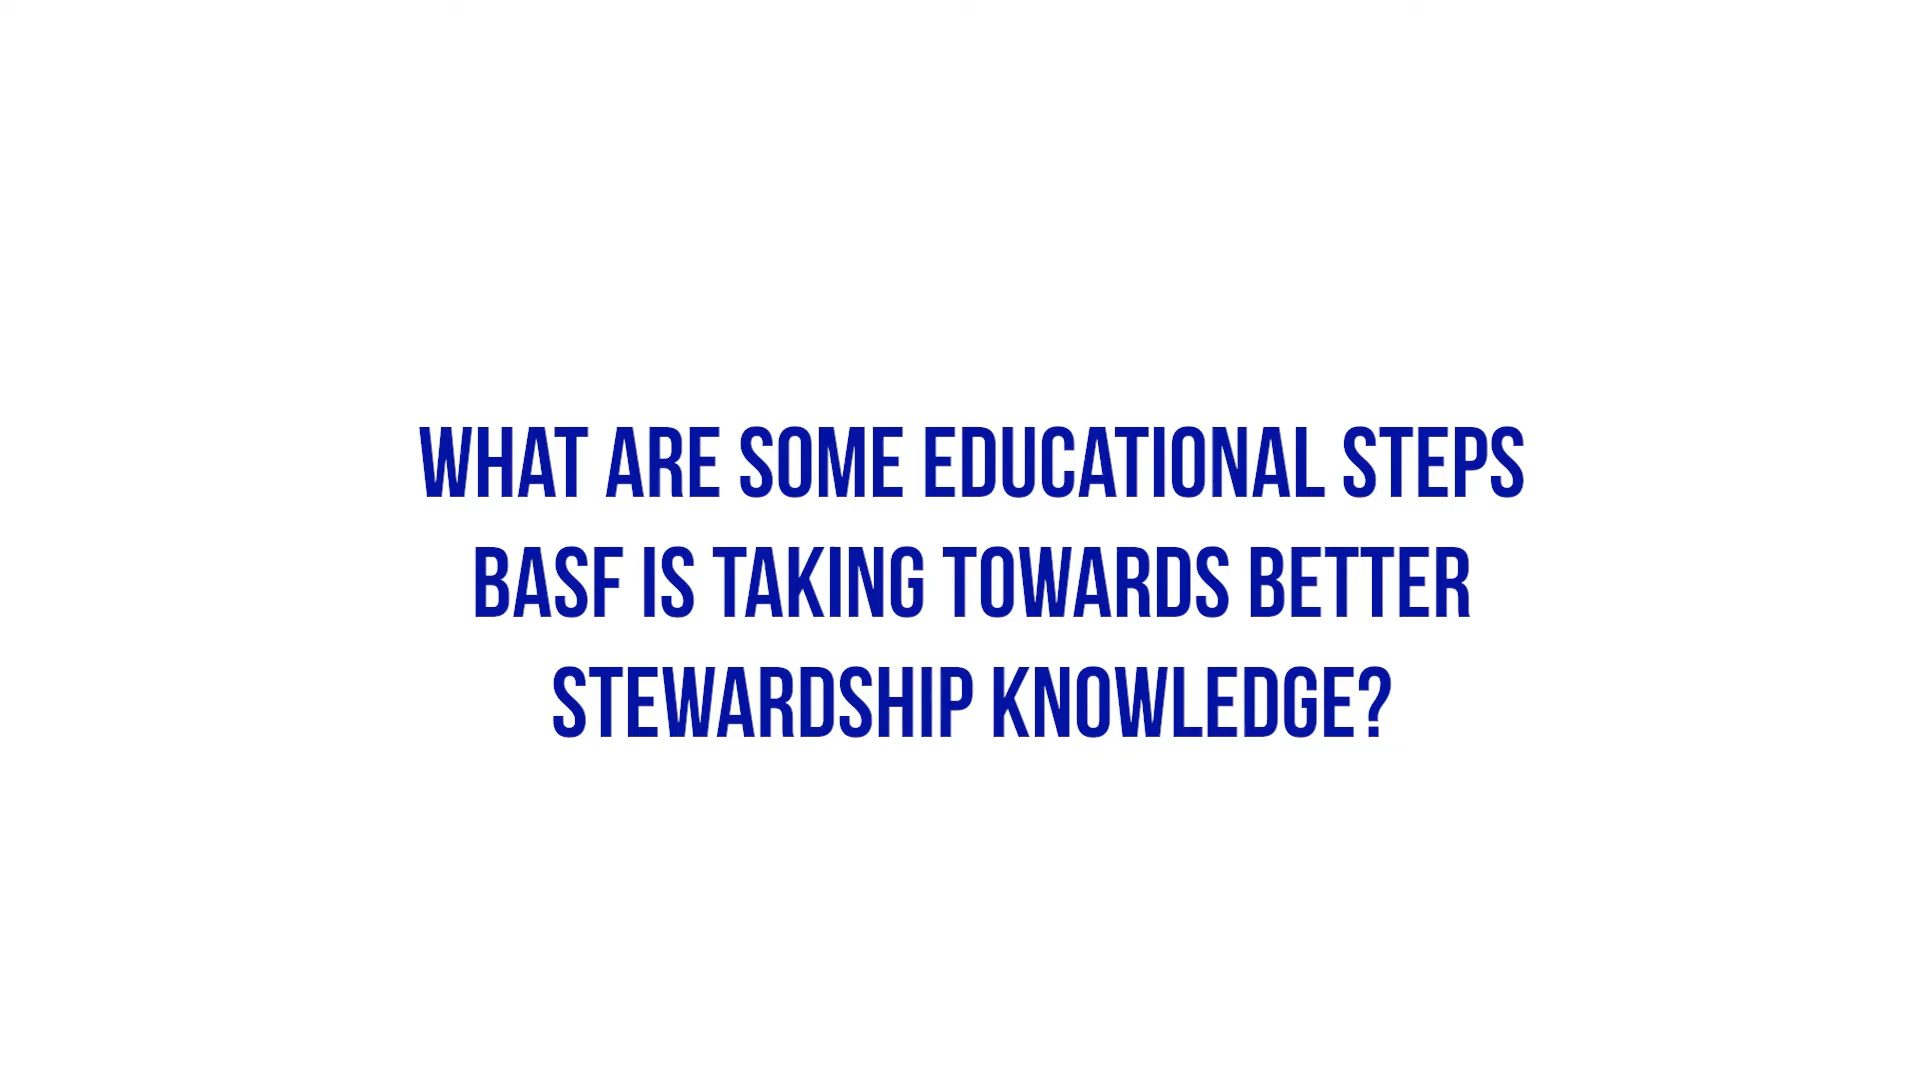 WHAT ARE SOME EDUCATIONAL STEPS
BASF IS TAKING TOWARDS BETTER
STEWARDSHIP KNOWLEDGE?